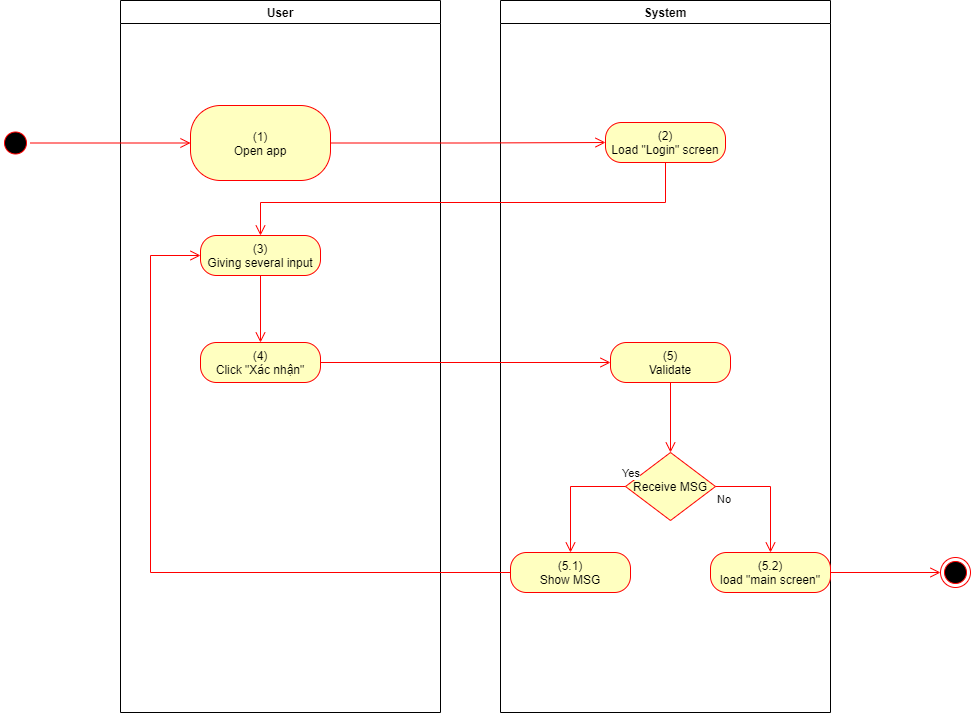 User
System
(1)
Open app
(2)
Load "Login" screen
(3)
Giving several input
(4)
Click "Xác nhận"
(5)
Validate
Yes
Receive MSG
No
(5.1)
Show MSG
(5.2)
load "main screen"